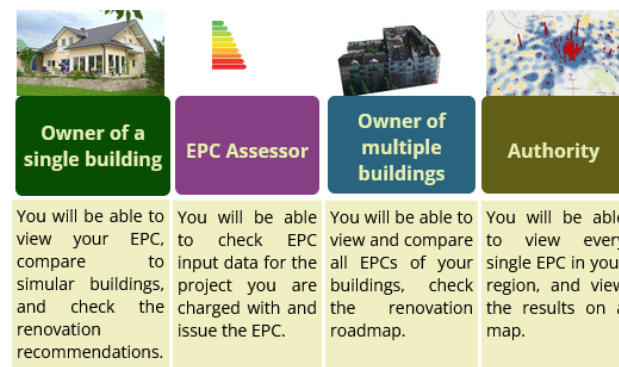 Owner of a
single building
You will be able to
view your EPC,
compare to
simular buildings,
and check the
renovation
recommendations.
EPC Assessor
You will be able
to check EPC
input data for the
project you are
charged with and
issue the EPC.
Owner of
multiple
buildings
You will be able to
view and compare
all EPCs of your
buildings, check
the renovation
roadmap.
Authority
You will be able
to view every
single EPC in your
region, and view
the results on a
map.